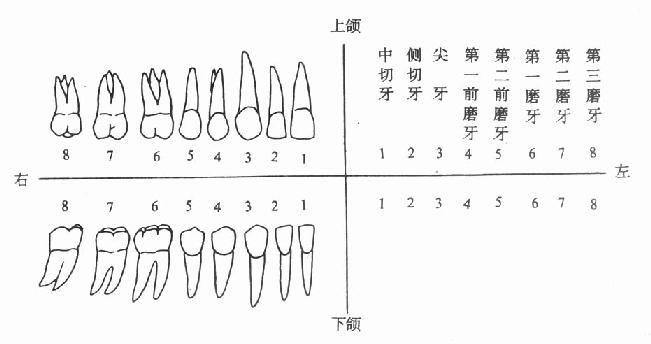 上颌
中切牙 侧切牙 尖牙 第一前磨牙 第二前磨牙 第一磨牙 第二磨牙 第三磨牙
8 7 6 5 4 3 2 1 1 2 3 4 5 6 7 8
右 左
8 7 6 5 4 3 2 1 1 2 3 4 5 6 7 8
下颌